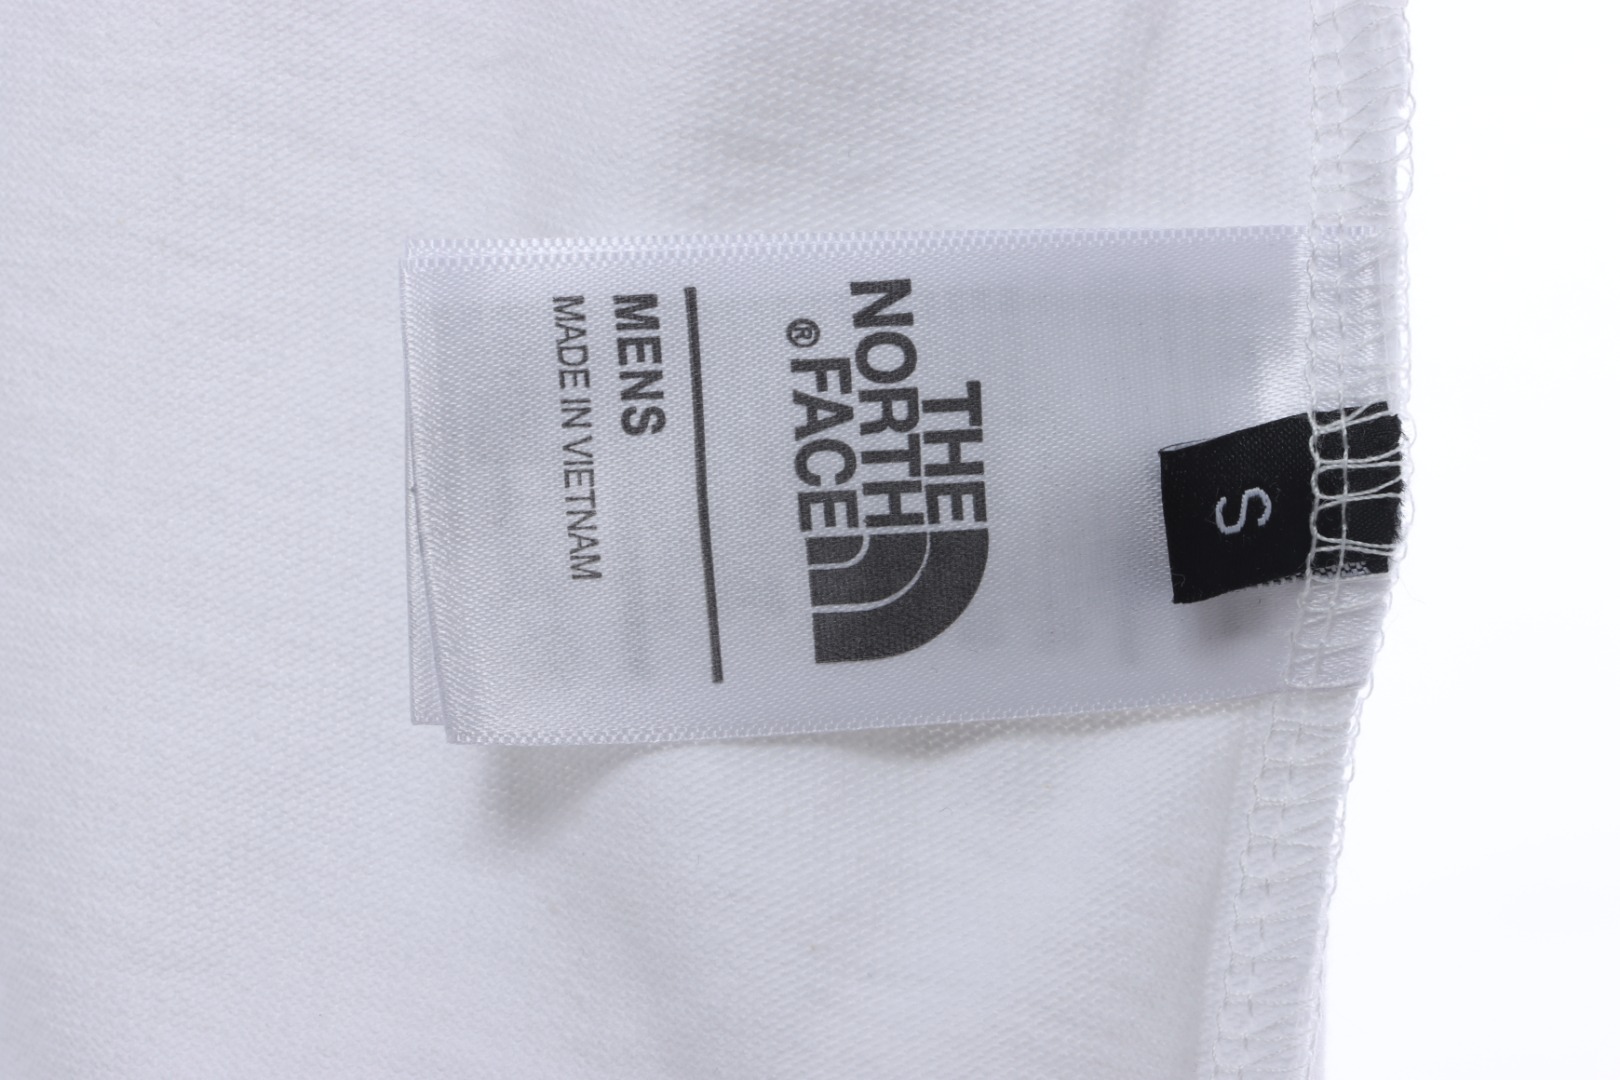 S
THE
NORTH
FACE®
MENS
MADE IN VIETNAM